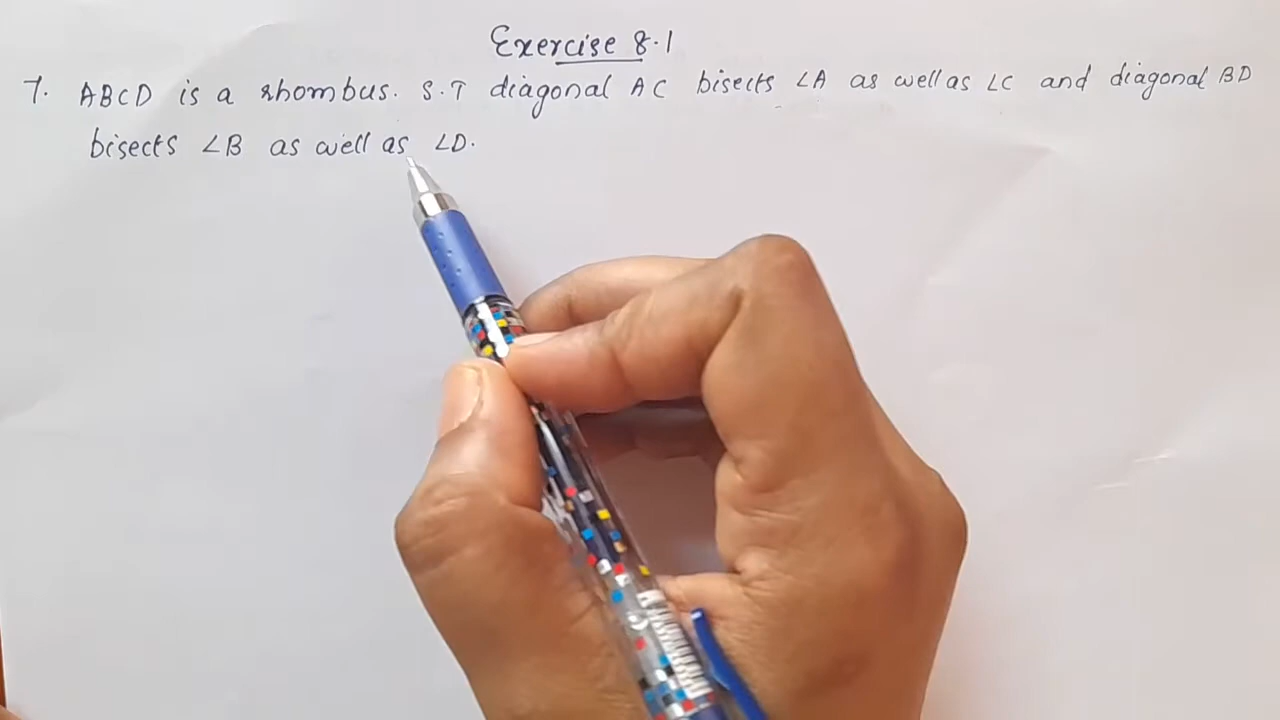 Exercise 8.1
7. ABCD is a rhombus. S.T diagonal AC bisects ∠A as well as ∠C and diagonal BD
bisects ∠B as well as ∠D.